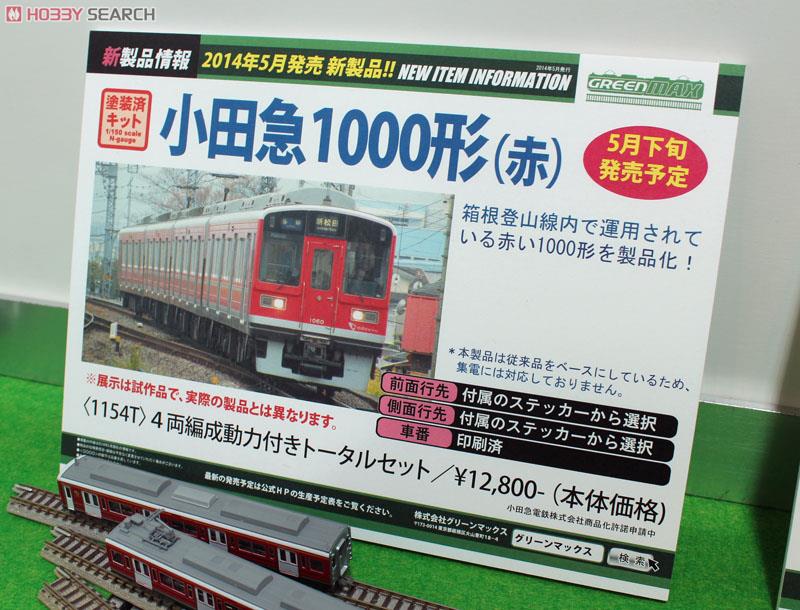 HOBBY SEARCH
新製品情報
2014年5月発売 新製品!! NEW ITEM INFORMATION
2014年5月発行
GREENMAX
塗装済
キット
1/150 scale
N-gauge
小田急1000形(赤)
5月下旬
発売予定
箱根登山線内で運用されて
いる赤い1000形を製品化！
新松田
1060
*本製品は従来品をベースにしているため、
集電には対応しておりません。
※展示は試作品で、実際の製品とは異なります。
前面行先 付属のステッカーから選択
側面行先 付属のステッカーから選択
車番 印刷済
〈1154T〉4両編成動力付きトータルセット／¥12,800-(本体価格)
小田急電鉄株式会社商品化許諾申請中
最新の発売予定は公式ＨＰの生産予定表をご覧ください。
株式会社グリーンマックス
グリーンマックス 検索